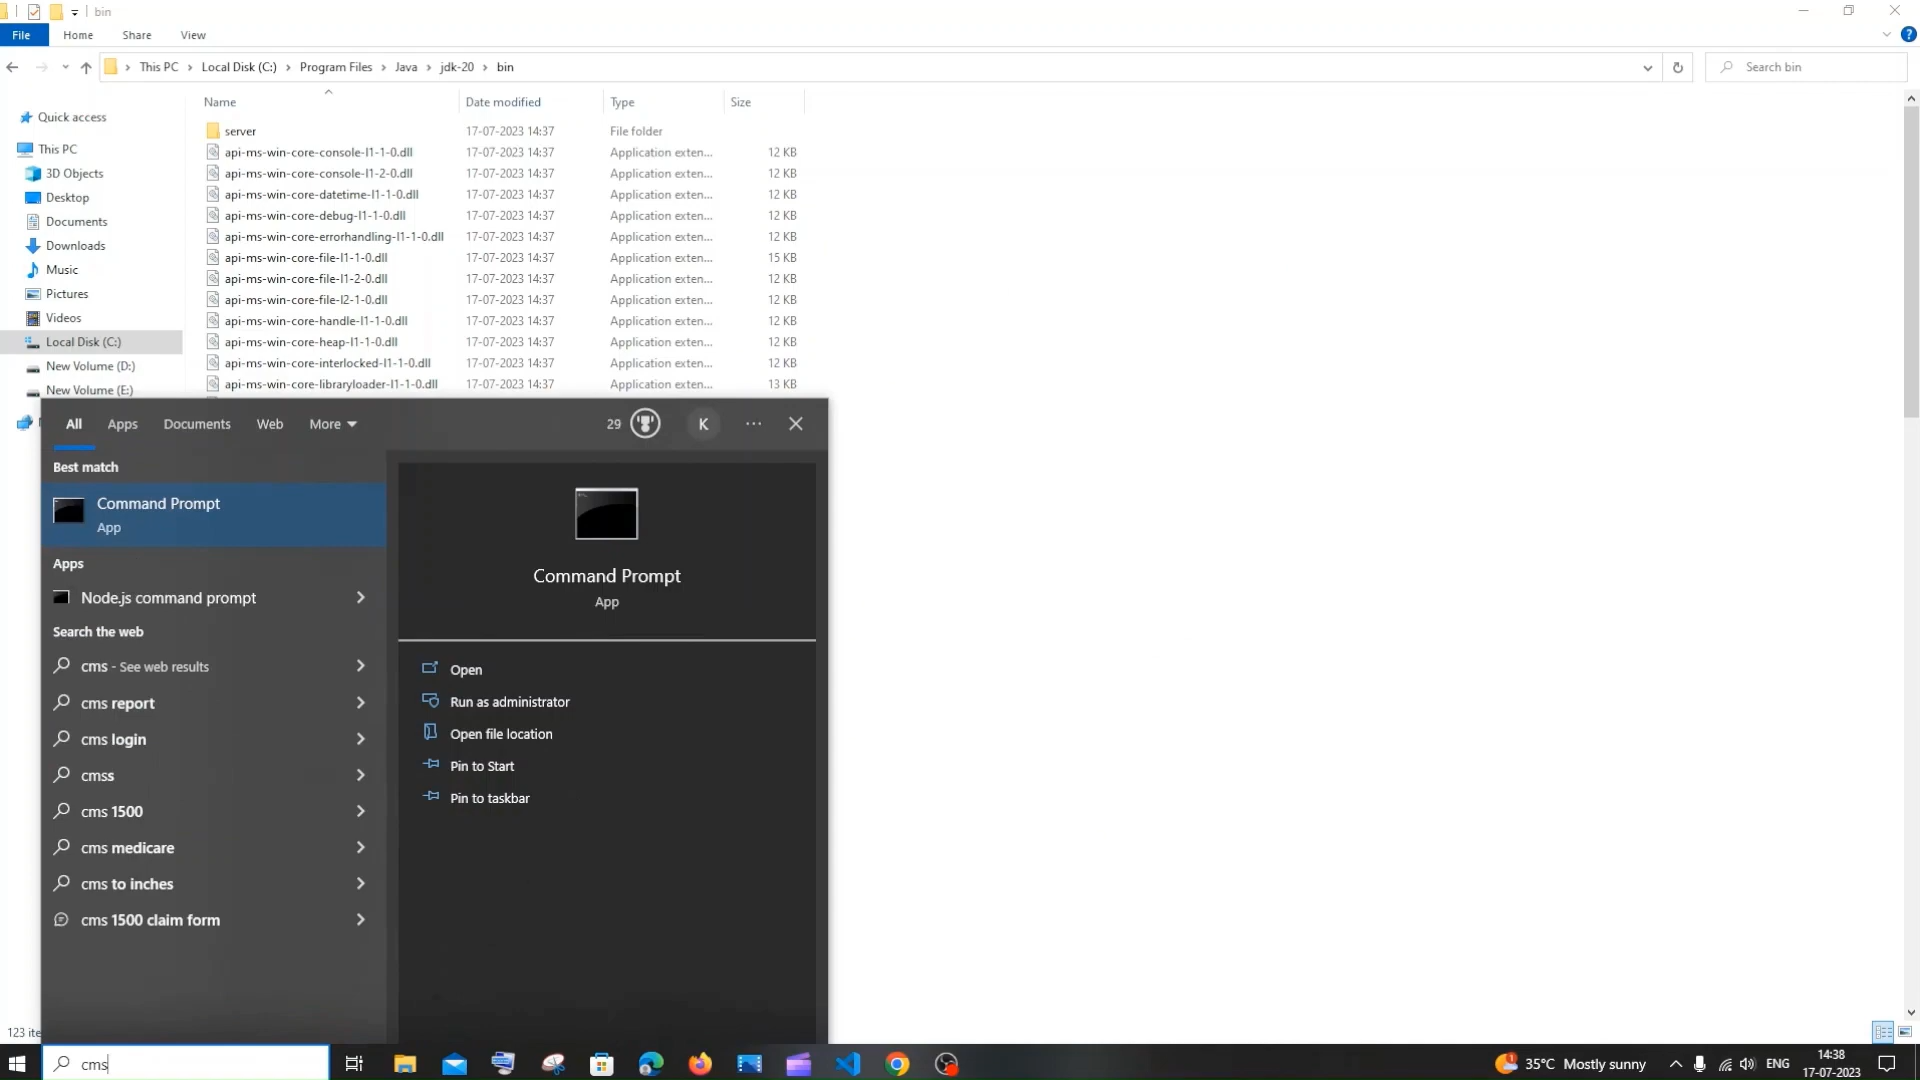 bin
File Home Share View
This PC Local Disk (C:) Program Files Java jdk-20 bin
Search bin
Name Date modified Type Size
Quick access
This PC
3D Objects
Desktop
Documents
Downloads
Music
Pictures
Videos
Local Disk (C:)
New Volume (D:)
New Volume (E:)
server 17-07-2023 14:37 File folder
api-ms-win-core-console-l1-1-0.dll 17-07-2023 14:37 Application exten... 12 KB
api-ms-win-core-console-l1-2-0.dll 17-07-2023 14:37 Application exten... 12 KB
api-ms-win-core-datetime-l1-1-0.dll 17-07-2023 14:37 Application exten... 12 KB
api-ms-win-core-debug-l1-1-0.dll 17-07-2023 14:37 Application exten... 12 KB
api-ms-win-core-errorhandling-l1-1-0.dll 17-07-2023 14:37 Application exten... 12 KB
api-ms-win-core-file-l1-1-0.dll 17-07-2023 14:37 Application exten... 15 KB
api-ms-win-core-file-l1-2-0.dll 17-07-2023 14:37 Application exten... 12 KB
api-ms-win-core-file-l2-1-0.dll 17-07-2023 14:37 Application exten... 12 KB
api-ms-win-core-handle-l1-1-0.dll 17-07-2023 14:37 Application exten... 12 KB
api-ms-win-core-heap-l1-1-0.dll 17-07-2023 14:37 Application exten... 12 KB
api-ms-win-core-interlocked-l1-1-0.dll 17-07-2023 14:37 Application exten... 12 KB
api-ms-win-core-libraryloader-l1-1-0.dll 17-07-2023 14:37 Application exten... 13 KB
All Apps Documents Web More 29 K
Best match
Command Prompt
App
Apps
Node.js command prompt
Search the web
cms - See web results
cms report
cms login
cmss
cms 1500
cms medicare
cms to inches
cms 1500 claim form
Command Prompt
App
Open
Run as administrator
Open file location
Pin to Start
Pin to taskbar
123 ite
cms
35°C Mostly sunny
ENG
14:38
17-07-2023